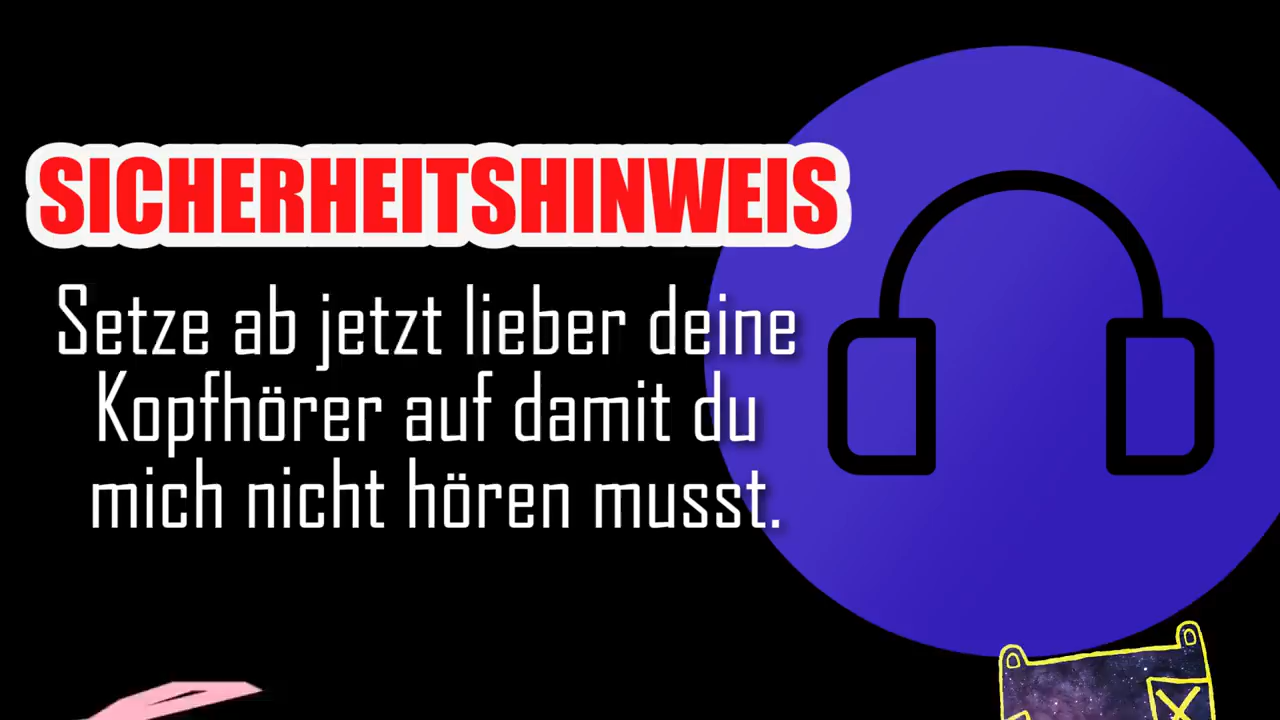 SICHERHEITSHINWEIS
Setze ab jetzt lieber deine
Kopfhörer auf damit du
mich nicht hören musst.